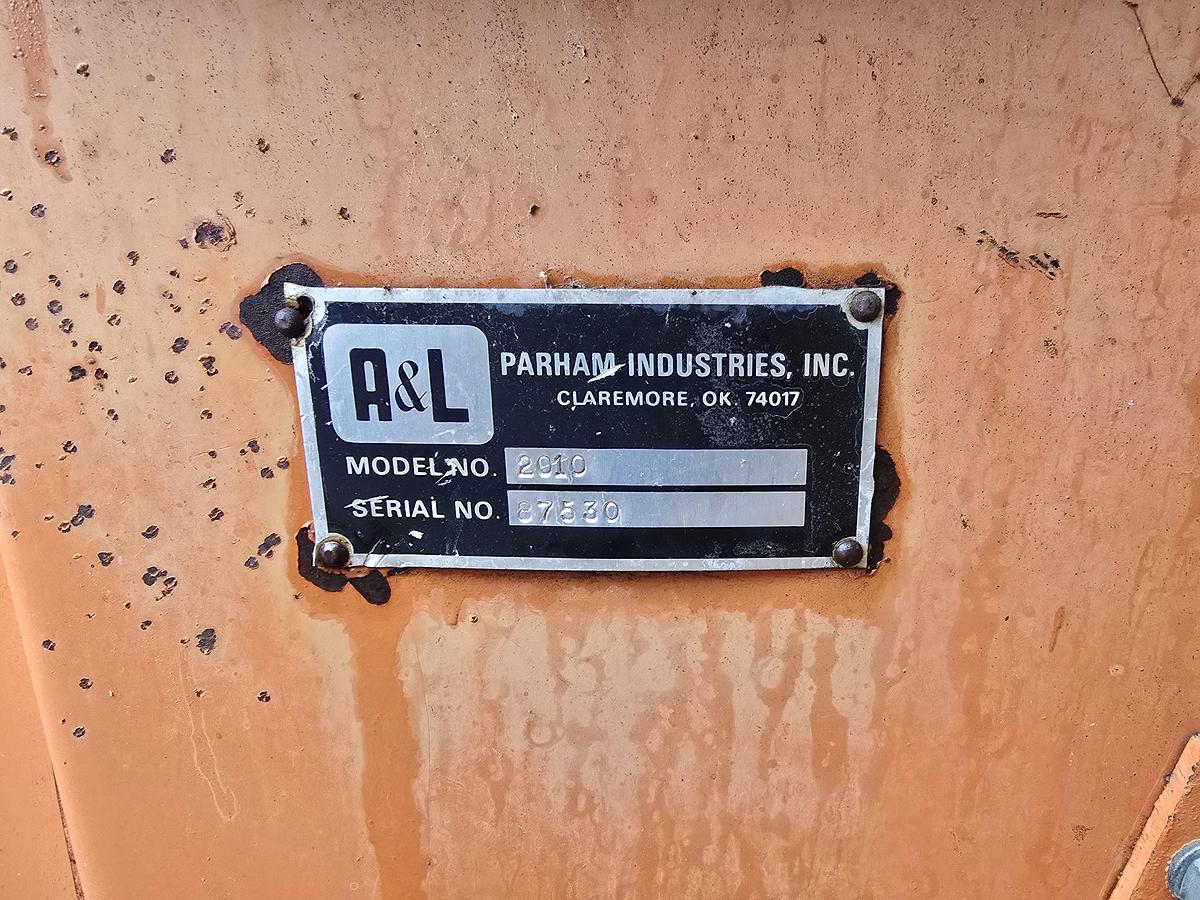 A&L
PARHAM INDUSTRIES, INC.
CLAREMORE, OK. 74017
MODEL NO. 2010
SERIAL NO. 87530